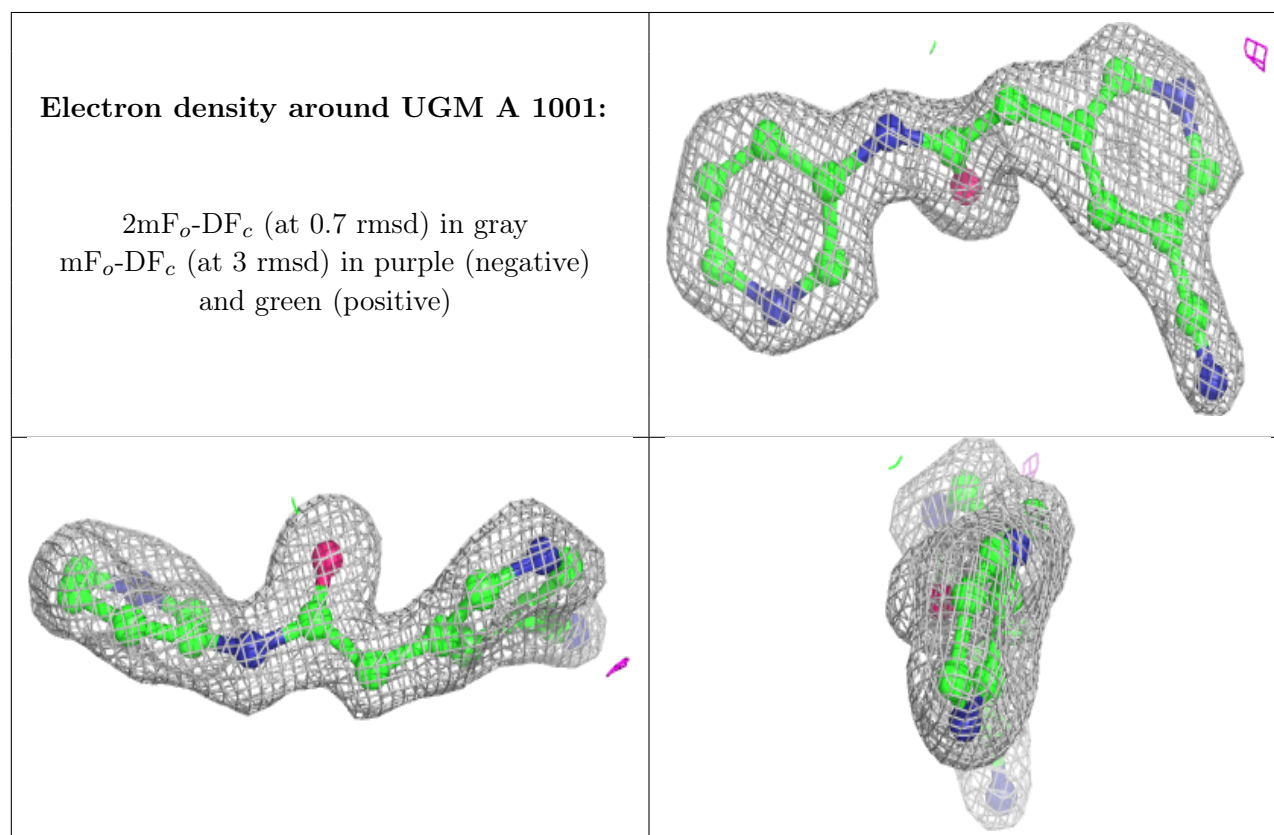 Electron density around UGM A 1001:
2mFo-DFc (at 0.7 rmsd) in gray
mFo-DFc (at 3 rmsd) in purple (negative)
and green (positive)